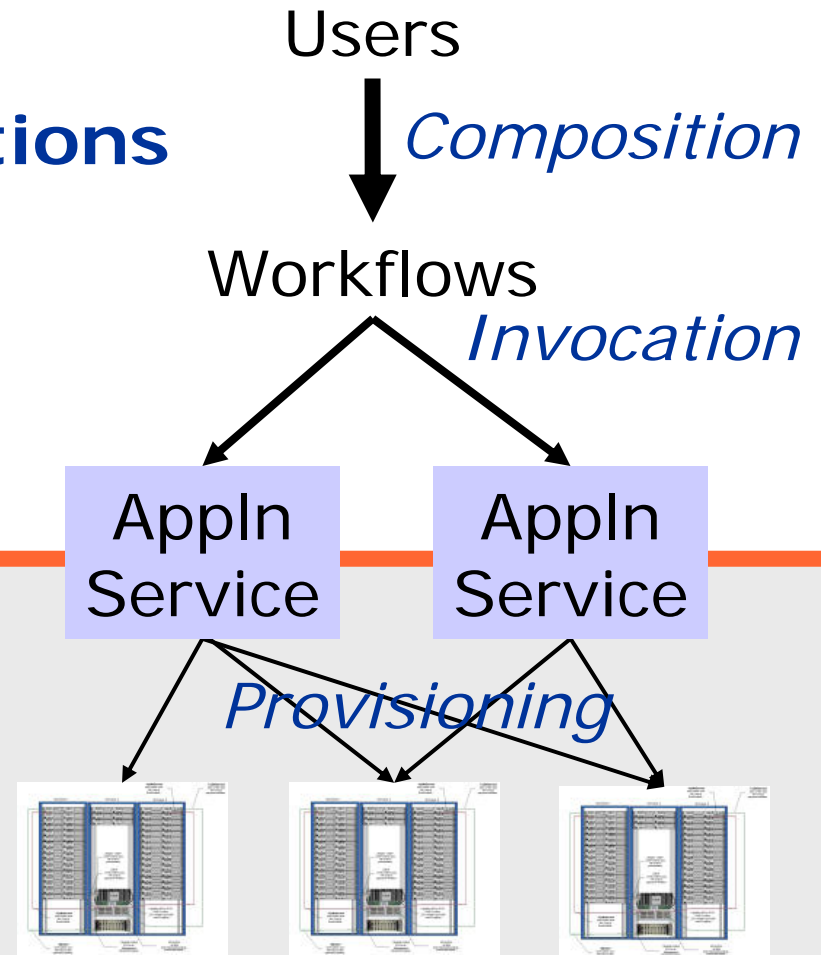 Users
tions
Composition
Workflows
Invocation
Appln
Service
Appln
Service
Provisioning